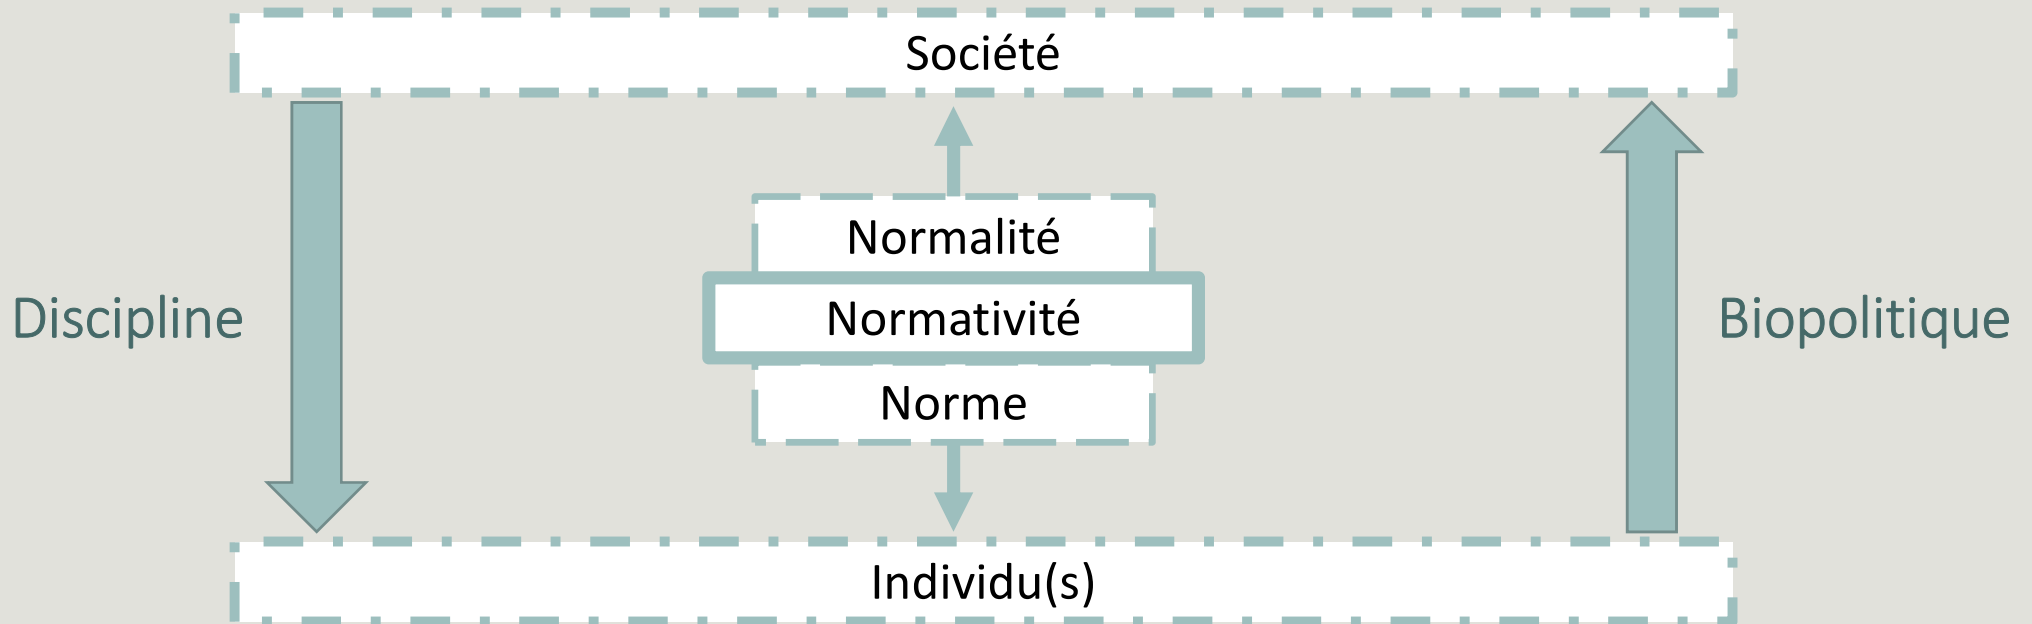 Société
Normalité
Discipline
Normativité
Biopolitique
Norme
Individu(s)